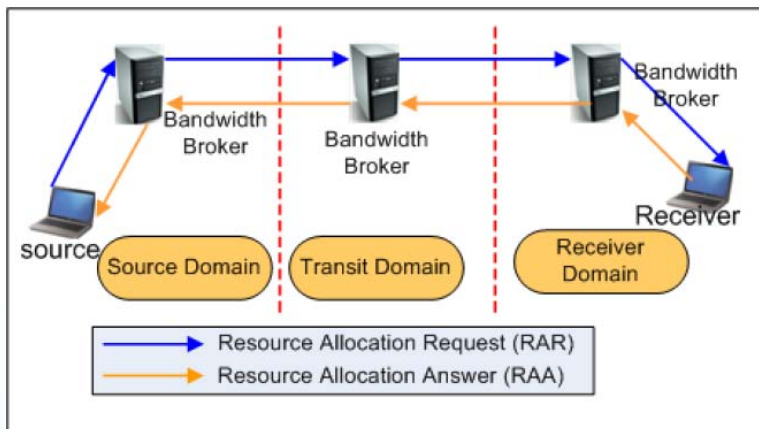 Bandwidth
Broker
Bandwidth
Broker
Bandwidth
Broker
source
Receiver
Source Domain
Transit Domain
Receiver
Domain
Resource Allocation Request (RAR)
Resource Allocation Answer (RAA)